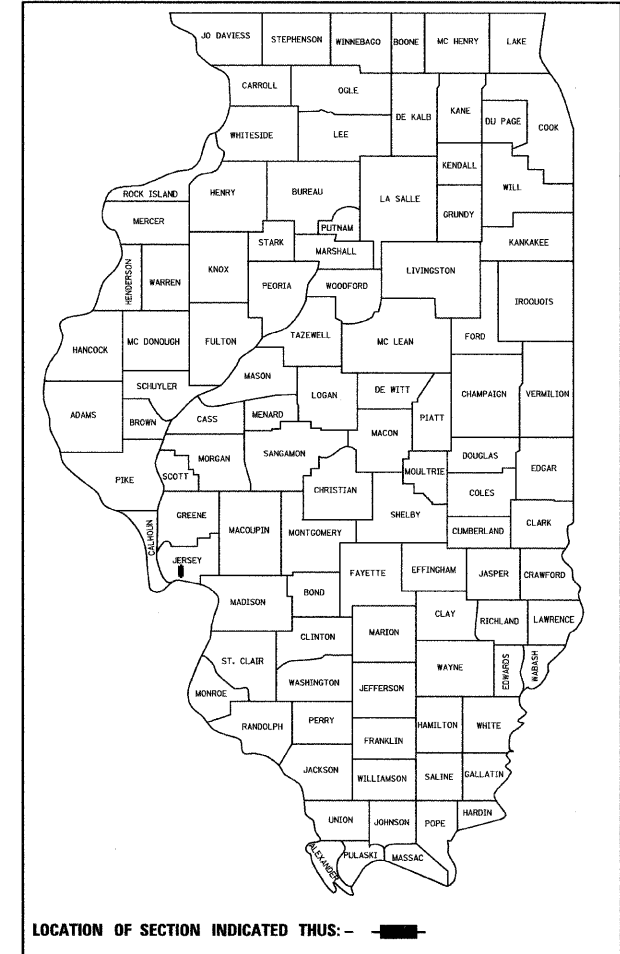 JO DAVIESS
STEPHENSON
WINNEBAGO
BOONE
MC HENRY
LAKE
CARROLL
OGLE
DE KALB
KANE
DU PAGE
COOK
WHITESIDE
LEE
KENDALL
WILL
ROCK ISLAND
HENRY
BUREAU
LA SALLE
GRUNDY
MERCER
PUTNAM
KANKAKEE
HENDERSON
WARREN
KNOX
STARK
MARSHALL
LIVINGSTON
PEORIA
WOODFORD
IROQUOIS
HANCOCK
MC DONOUGH
FULTON
TAZEWELL
MC LEAN
FORD
SCHUYLER
MASON
LOGAN
DE WITT
CHAMPAIGN
VERMILION
ADAMS
BROWN
CASS
MENARD
PIATT
MACON
PIKE
SCOTT
MORGAN
SANGAMON
MOULTRIE
DOUGLAS
EDGAR
CHRISTIAN
COLES
CALHOUN
GREENE
MACOUPIN
MONTGOMERY
SHELBY
CUMBERLAND
CLARK
JERSEY
FAYETTE
EFFINGHAM
JASPER
CRAWFORD
MADISON
BOND
CLAY
RICHLAND
LAWRENCE
CLINTON
MARION
ST. CLAIR
WAYNE
EDWARDS
WABASH
MONROE
WASHINGTON
JEFFERSON
RANDOLPH
PERRY
HAMILTON
WHITE
FRANKLIN
JACKSON
WILLIAMSON
SALINE
GALLATIN
UNION
JOHNSON
POPE
HARDIN
ALEXANDER
PULASKI
MASSAC
LOCATION OF SECTION INDICATED THUS: -